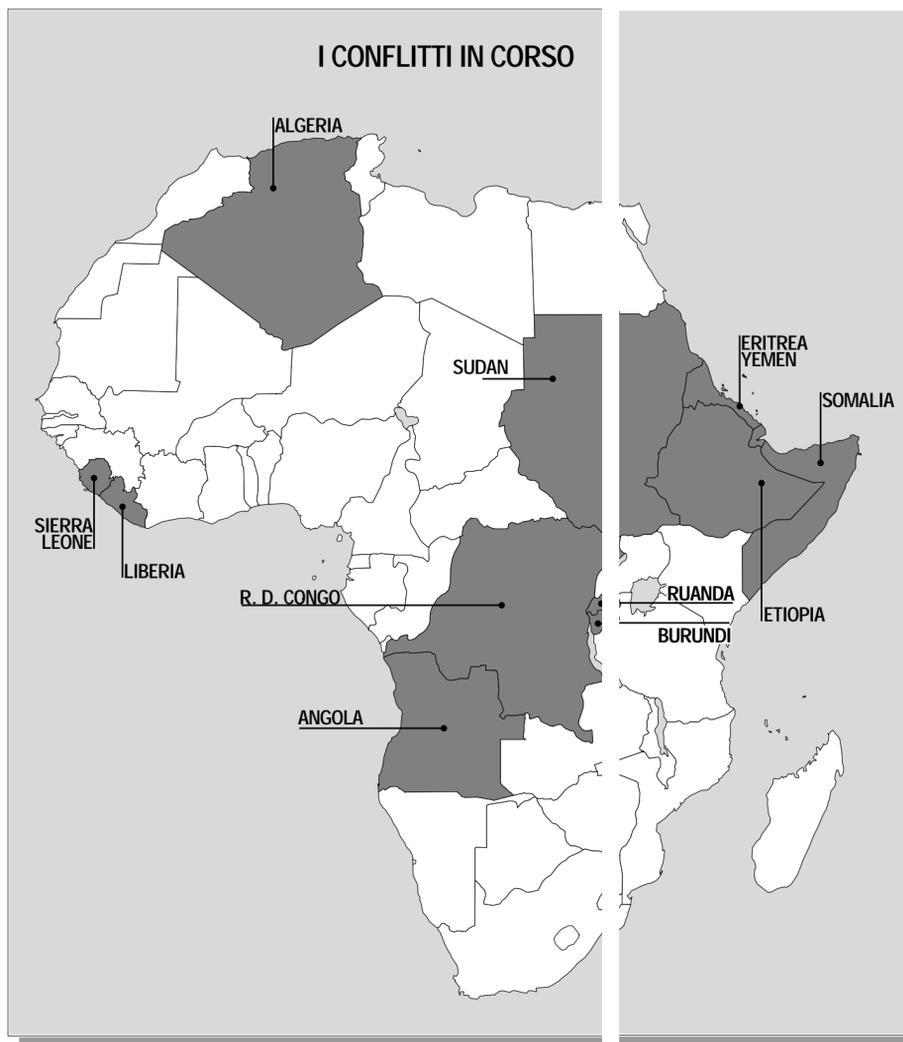 I CONFLITTI IN CORSO
ALGERIA
ERITREA
YEMEN
SUDAN
SOMALIA
SIERRA
LEONE
LIBERIA
R. D. CONGO
RUANDA
ETIOPIA
BURUNDI
ANGOLA